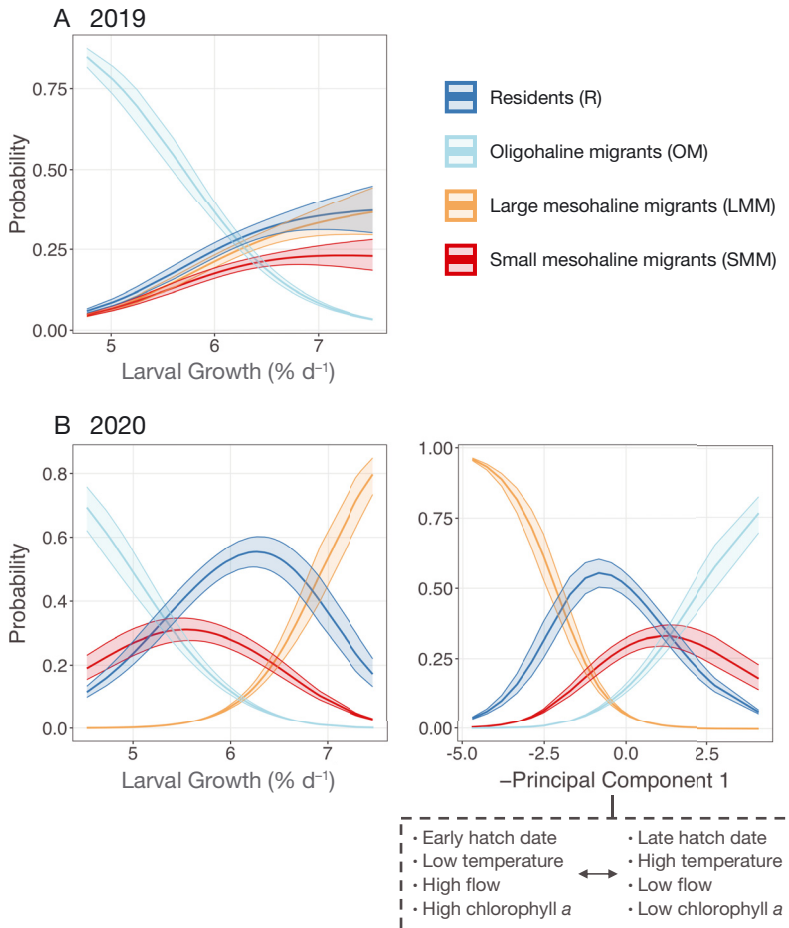 A 2019
0.75
0.50
0.25
0.00
Probability
5 6 7
Larval Growth (% d⁻¹)
Residents (R)
Oligohaline migrants (OM)
Large mesohaline migrants (LMM)
Small mesohaline migrants (SMM)
B 2020
0.8
0.6
0.4
0.2
0.0
Probability
5 6 7
Larval Growth (% d⁻¹)
1.00
0.75
0.50
0.25
0.00
-5.0 -2.5 0.0 2.5
–Principal Component 1
· Early hatch date
· Low temperature
· High flow
· High chlorophyll a
· Late hatch date
· High temperature
· Low flow
· Low chlorophyll a